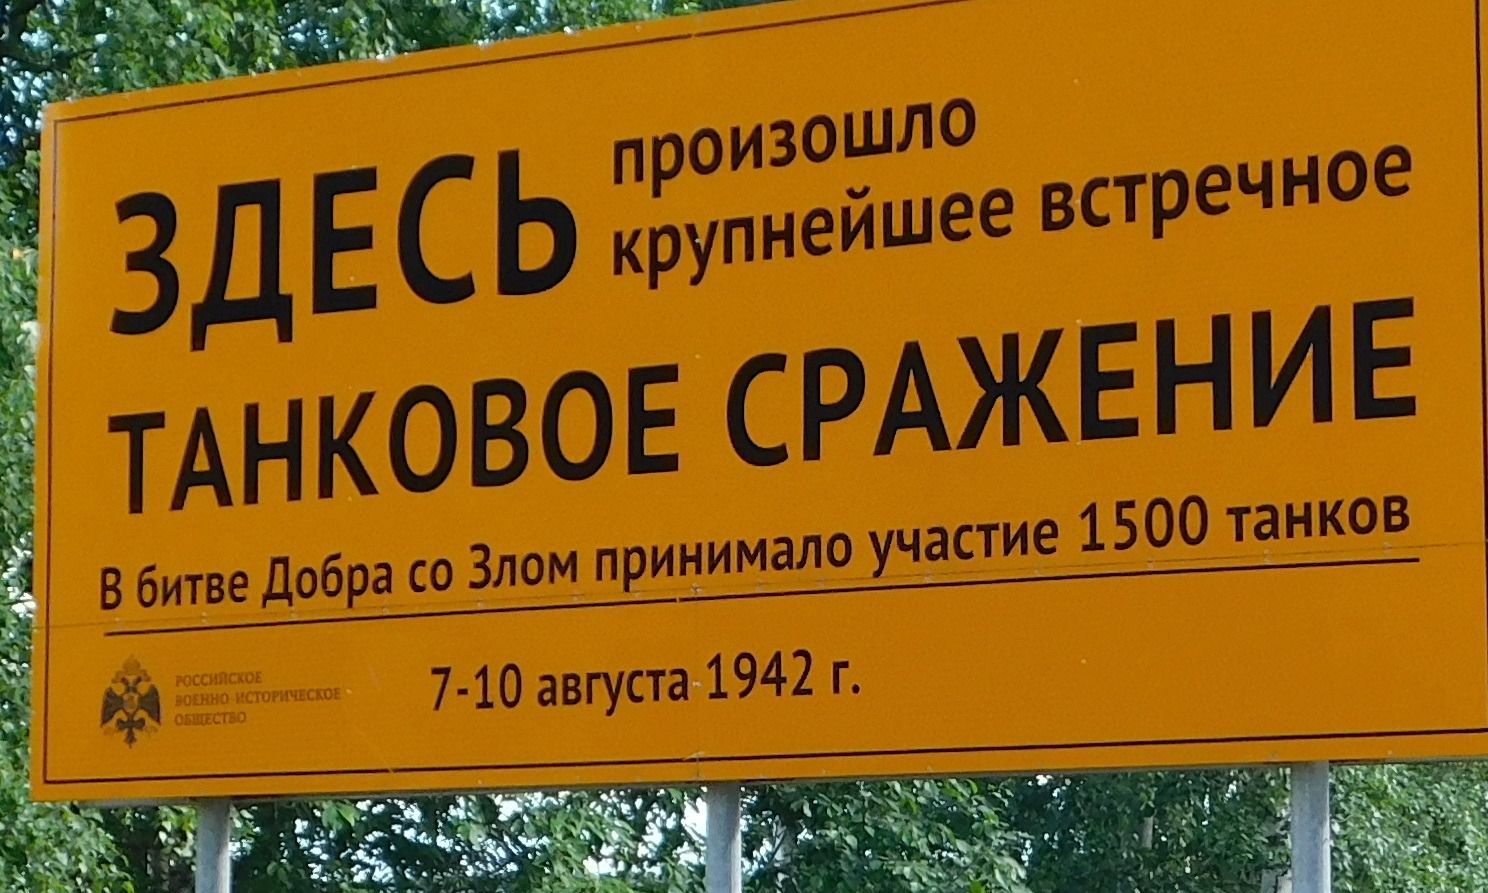 ЗДЕСЬ произошло
крупнейшее встречное
ТАНКОВОЕ СРАЖЕНИЕ
В битве Добра со Злом принимало участие 1500 танков
РОССИЙСКОЕ
ВОЕННО-ИСТОРИЧЕСКОЕ
ОБЩЕСТВО
7-10 августа 1942 г.